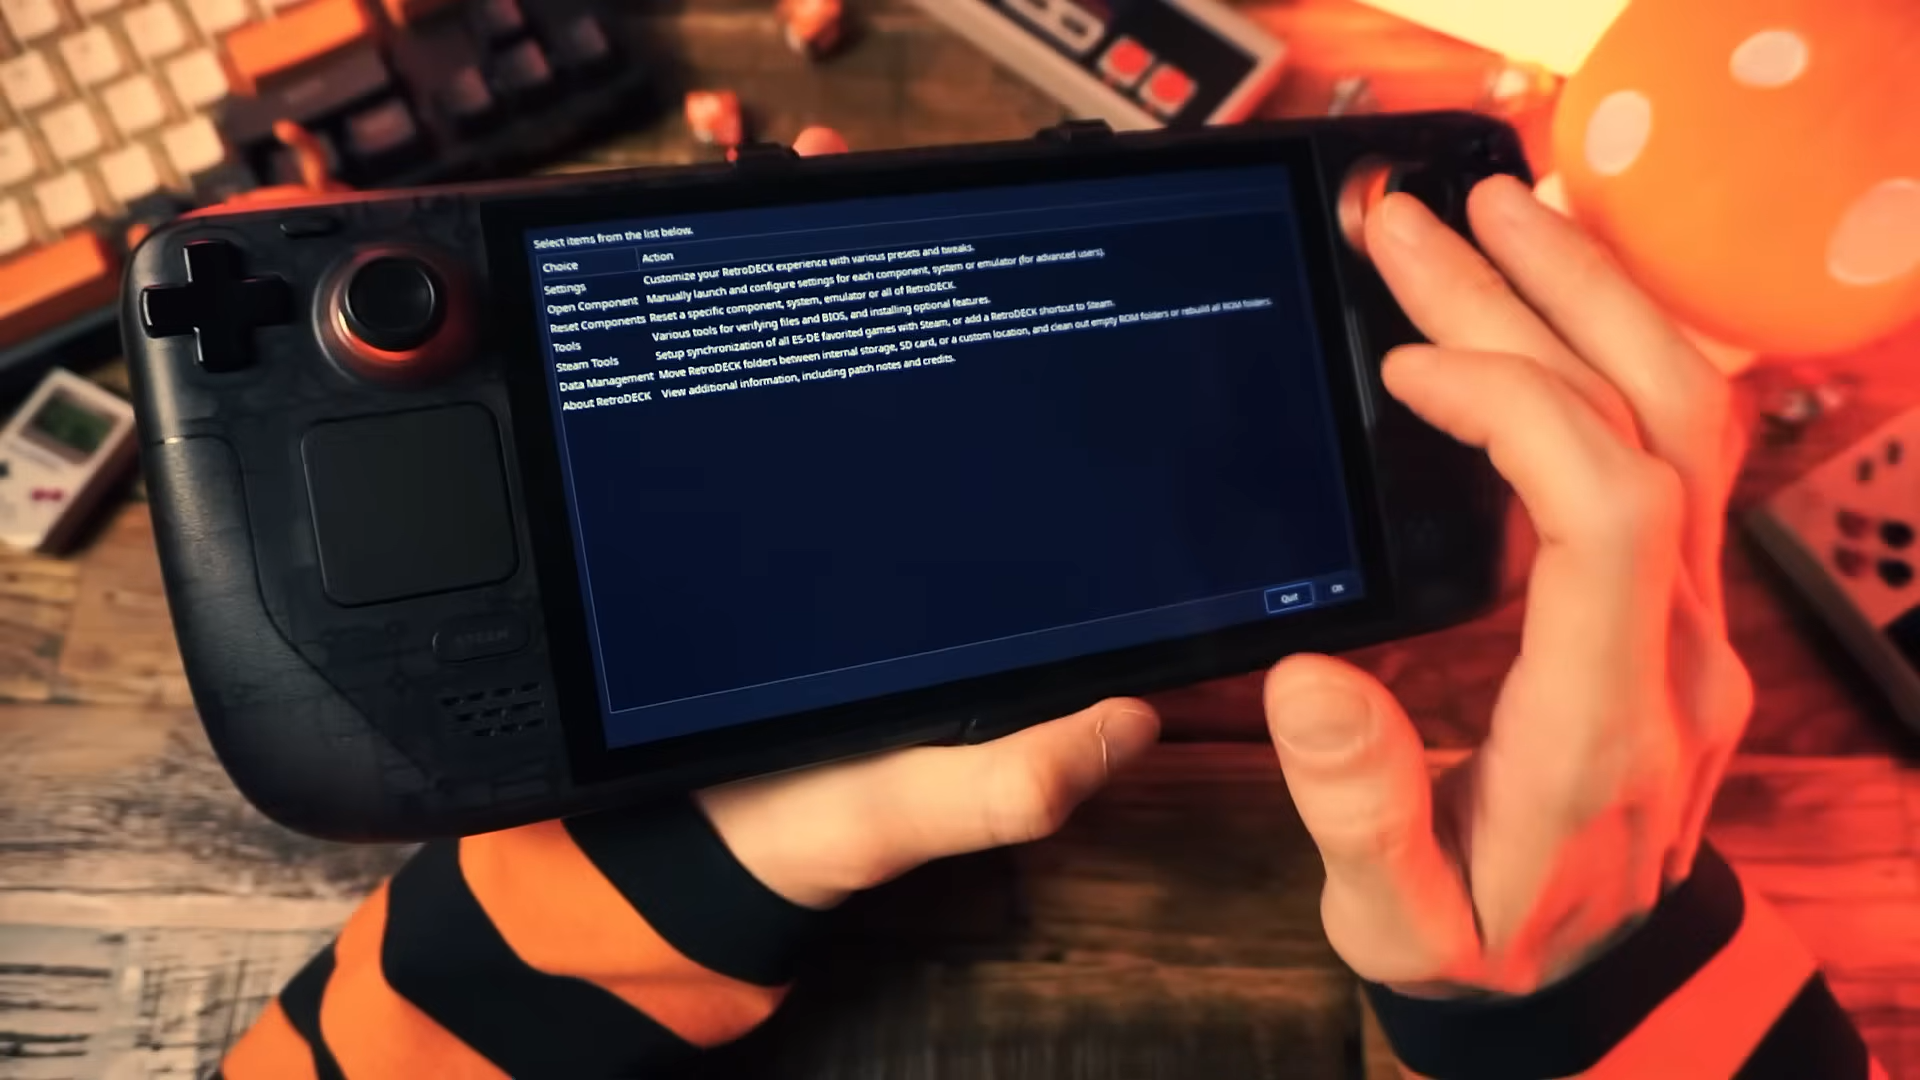 Select items from the list below.
Choice Action
Settings Customize your RetroDECK experience with various presets and tweaks.
Open Component Manually launch and configure settings for each component, system or emulator (for advanced users).
Reset Components Reset a specific component, system, emulator or all of RetroDECK.
Tools Various tools for verifying files and BIOS, and installing optional features.
Steam Tools Setup synchronization of all ES-DE favorited games with Steam, or add a RetroDECK shortcut to Steam.
Data Management Move RetroDECK folders between internal storage, SD card, or a custom location, and clean out empty ROM folders or rebuild all ROM folders.
About RetroDECK View additional information, including patch notes and credits.
Quit OK
STEAM